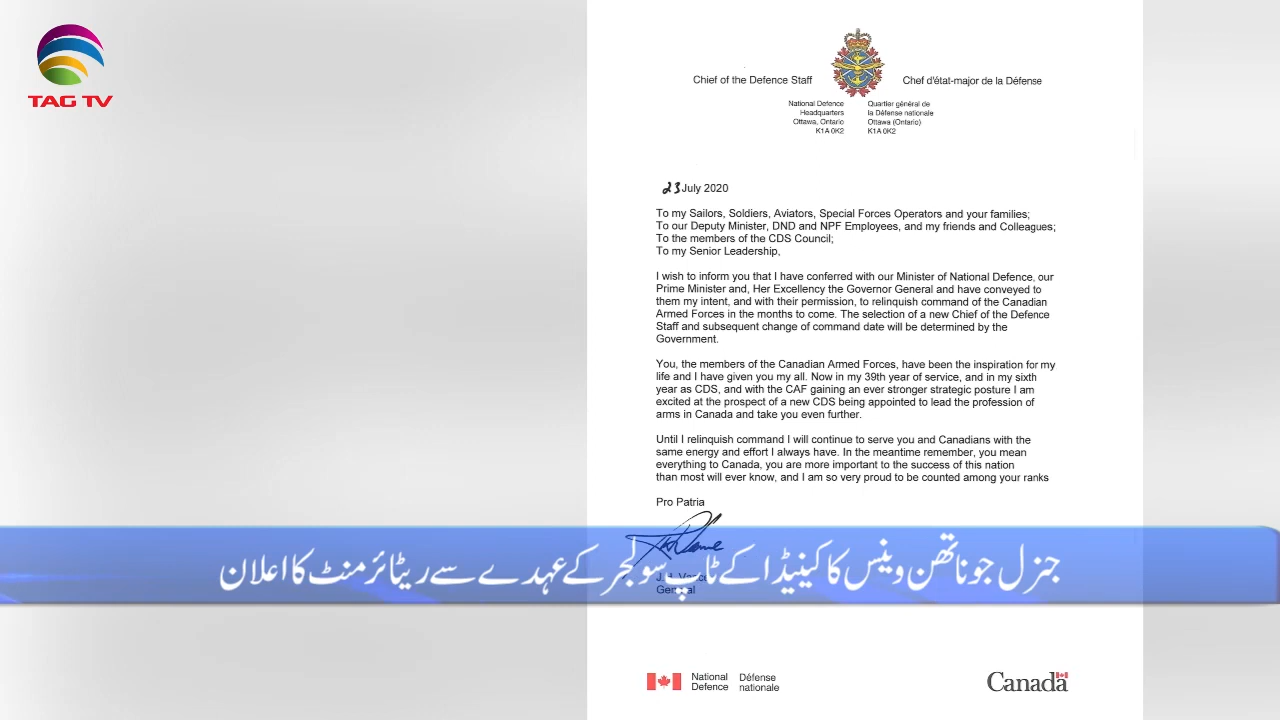 TAG TV
Chief of the Defence Staff
Chef d'état-major de la Défense
National Defence
Headquarters
Ottawa, Ontario
K1A 0K2
Quartier général de
la Défense nationale
Ottawa (Ontario)
K1A 0K2
23 July 2020
To my Sailors, Soldiers, Aviators, Special Forces Operators and your families;
To our Deputy Minister, DND and NPF Employees, and my friends and Colleagues;
To the members of the CDS Council;
To my Senior Leadership,
I wish to inform you that I have conferred with our Minister of National Defence, our
Prime Minister and, Her Excellency the Governor General and have conveyed to
them my intent, and with their permission, to relinquish command of the Canadian
Armed Forces in the months to come. The selection of a new Chief of the Defence
Staff and subsequent change of command date will be determined by the
Government.
You, the members of the Canadian Armed Forces, have been the inspiration for my
life and I have given you my all. Now in my 39th year of service, and in my sixth
year as CDS, and with the CAF gaining an ever stronger strategic posture I am
excited at the prospect of a new CDS being appointed to lead the profession of
arms in Canada and take you even further.
Until I relinquish command I will continue to serve you and Canadians with the
same energy and effort I always have. In the meantime remember, you mean
everything to Canada, you are more important to the success of this nation
than most will ever know, and I am so very proud to be counted among your ranks
Pro Patria
جنرل جوناتھن وینس کا کینیڈا کے ٹاپ سولجر کے عہدے سے ریٹائرمنٹ کا اعلان
J. H. Vance
General
National
Defence
Défense
nationale
Canada